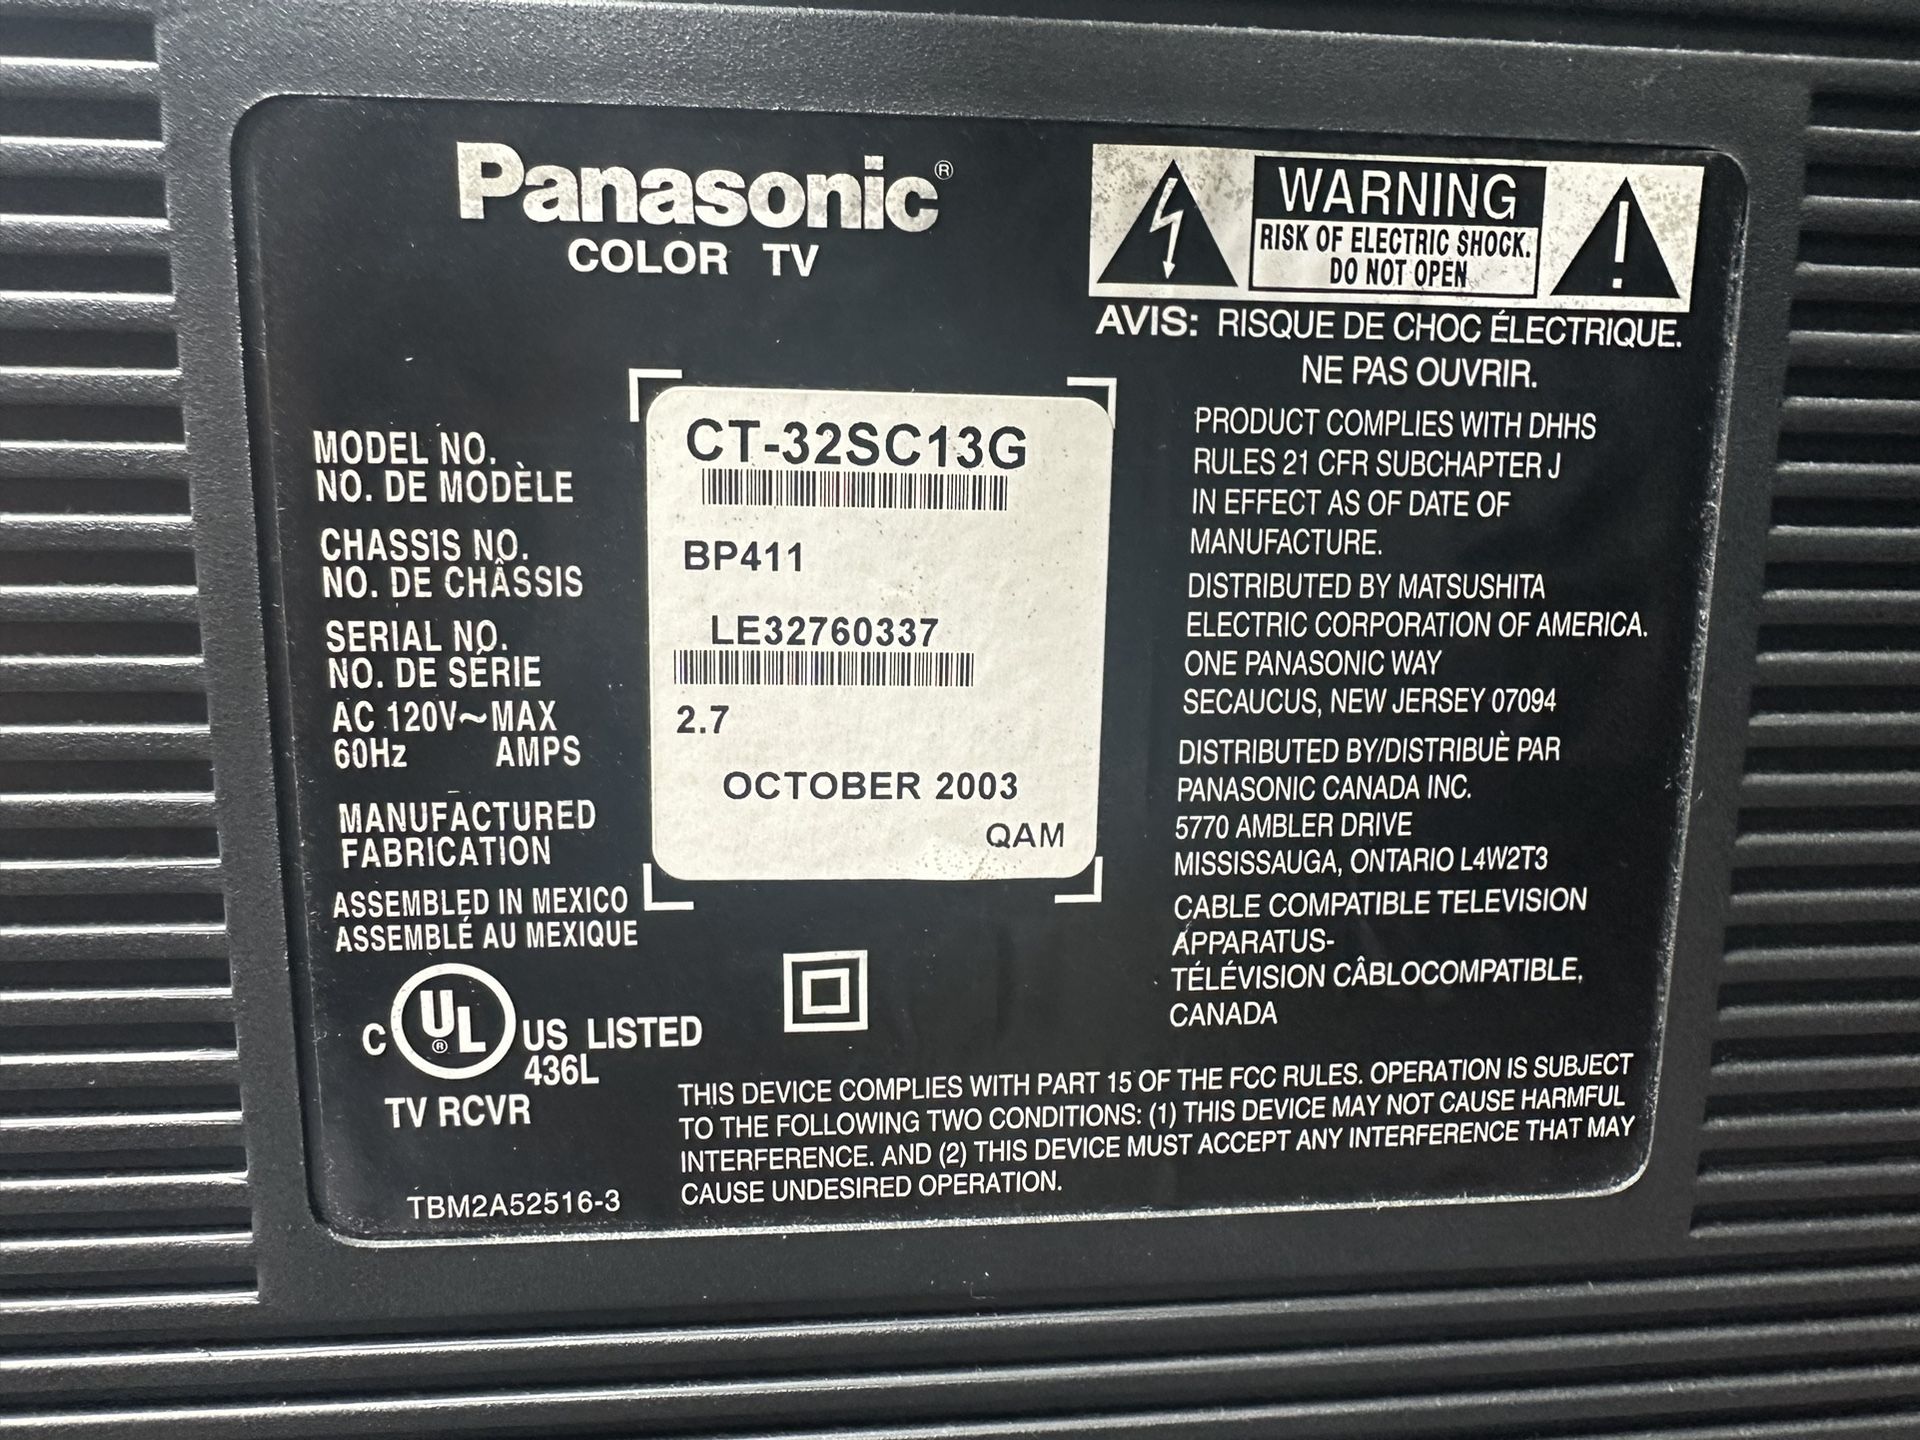 Panasonic®
COLOR TV
WARNING
RISK OF ELECTRIC SHOCK.
DO NOT OPEN
AVIS: RISQUE DE CHOC ÉLECTRIQUE.
NE PAS OUVRIR.
MODEL NO.
NO. DE MODÈLE
CT-32SC13G
CHASSIS NO.
NO. DE CHÂSSIS
BP411
SERIAL NO.
NO. DE SÉRIE
LE32760337
AC 120V~MAX
60Hz AMPS
2.7
MANUFACTURED
FABRICATION
OCTOBER 2003
QAM
ASSEMBLED IN MEXICO
ASSEMBLÉ AU MEXIQUE
C UL® US LISTED
436L
TV RCVR
TBM2A52516-3
PRODUCT COMPLIES WITH DHHS
RULES 21 CFR SUBCHAPTER J
IN EFFECT AS OF DATE OF
MANUFACTURE.
DISTRIBUTED BY MATSUSHITA
ELECTRIC CORPORATION OF AMERICA.
ONE PANASONIC WAY
SECAUCUS, NEW JERSEY 07094
DISTRIBUTED BY/DISTRIBUÈ PAR
PANASONIC CANADA INC.
5770 AMBLER DRIVE
MISSISSAUGA, ONTARIO L4W2T3
CABLE COMPATIBLE TELEVISION
APPARATUS-
TÉLÉVISION CÂBLOCOMPATIBLE,
CANADA
THIS DEVICE COMPLIES WITH PART 15 OF THE FCC RULES. OPERATION IS SUBJECT
TO THE FOLLOWING TWO CONDITIONS: (1) THIS DEVICE MAY NOT CAUSE HARMFUL
INTERFERENCE. AND (2) THIS DEVICE MUST ACCEPT ANY INTERFERENCE THAT MAY
CAUSE UNDESIRED OPERATION.